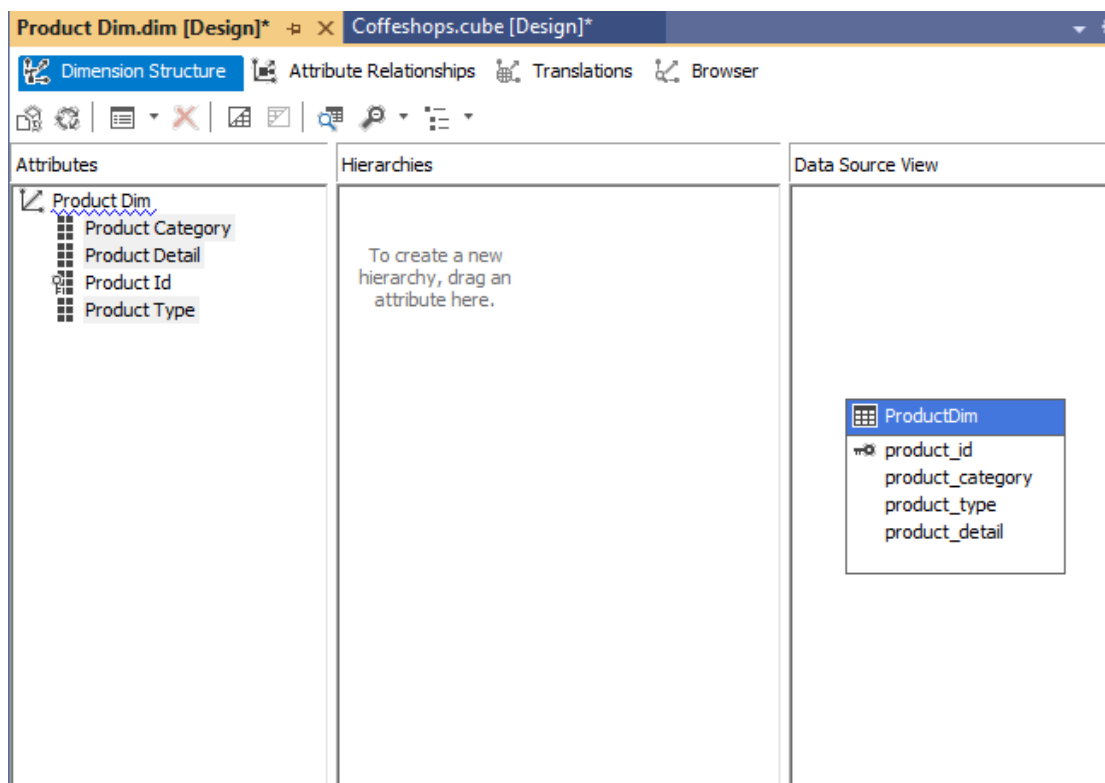 Product Dim.dim [Design]*
Coffeshops.cube [Design]*
Dimension Structure
Attribute Relationships
Translations
Browser
Attributes
Hierarchies
Data Source View
Product Dim
Product Category
Product Detail
Product Id
Product Type
To create a new
hierarchy, drag an
attribute here.
ProductDim
product_id
product_category
product_type
product_detail